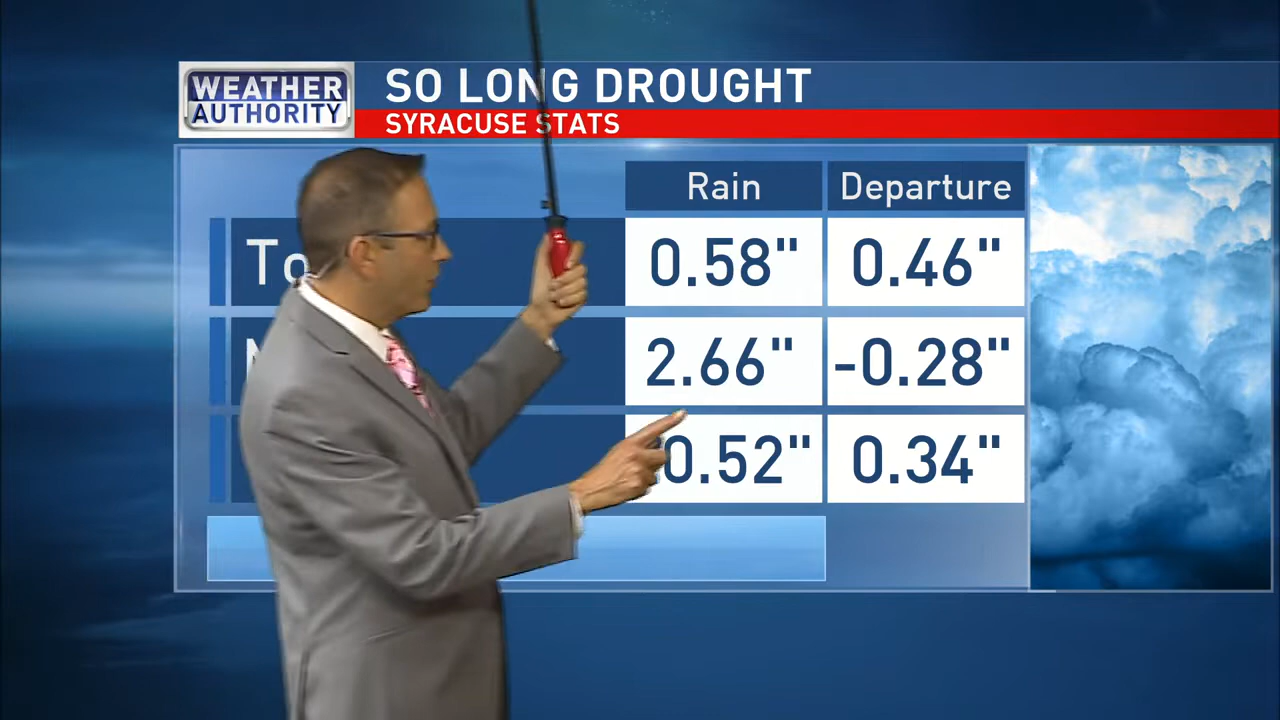 WEATHER
AUTHORITY
SO LONG DROUGHT
SYRACUSE STATS
Rain Departure
0.58" 0.46"
2.66" -0.28"
0.52" 0.34"